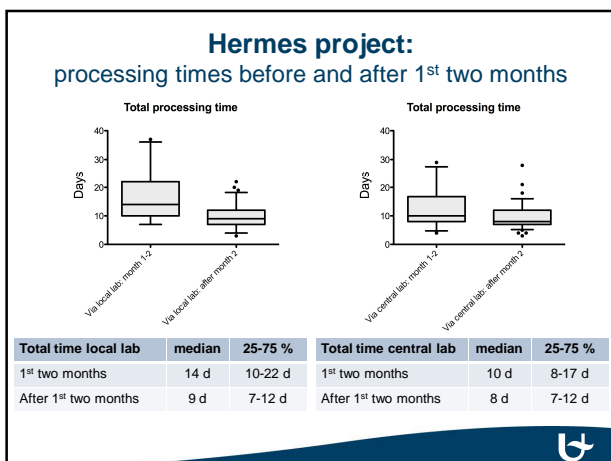 Hermes project:
processing times before and after 1st two months
Total processing time
40
30
20
10
0
Days
Via local lab: month 1-2
Via local lab: after month 2
Total processing time
40
30
20
10
0
Days
Via central lab: month 1-2
Via central lab: after month 2
Total time local lab median 25-75 %
1st two months 14 d 10-22 d
After 1st two months 9 d 7-12 d
Total time central lab median 25-75 %
1st two months 10 d 8-17 d
After 1st two months 8 d 7-12 d